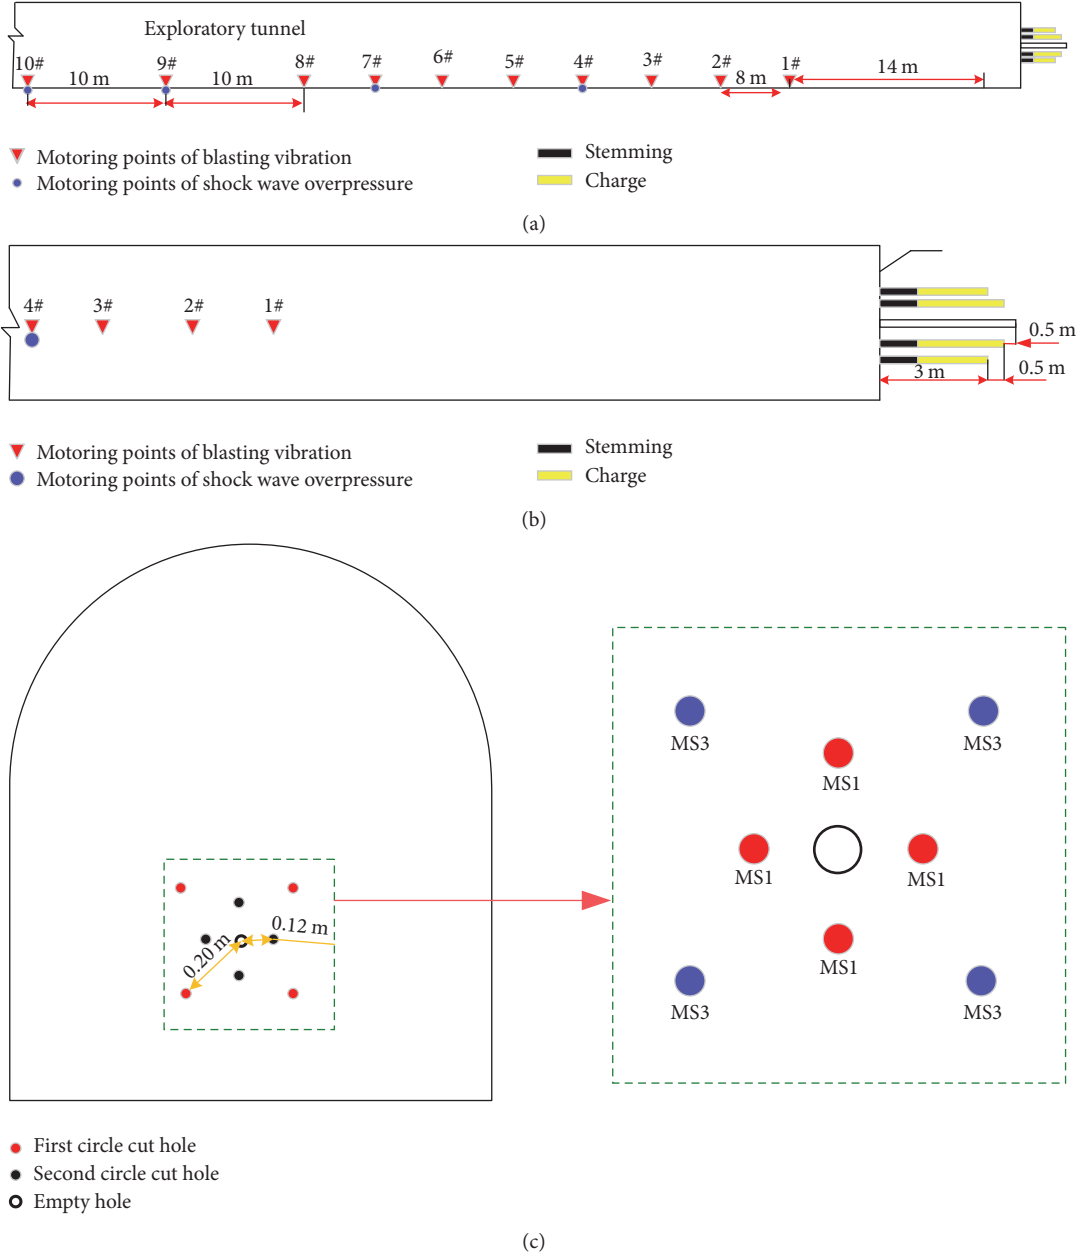 Exploratory tunnel
10# 9# 8# 7# 6# 5# 4# 3# 2# 1#
10 m 10 m 8 m 14 m
Motoring points of blasting vibration
Motoring points of shock wave overpressure
Stemming
Charge
(a)
4# 3# 2# 1#
0.5 m
3 m 0.5 m
Motoring points of blasting vibration
Motoring points of shock wave overpressure
Stemming
Charge
(b)
0.12 m
0.20 m
MS3 MS3
MS1
MS1 MS1
MS1
MS3 MS3
First circle cut hole
Second circle cut hole
Empty hole
(c)